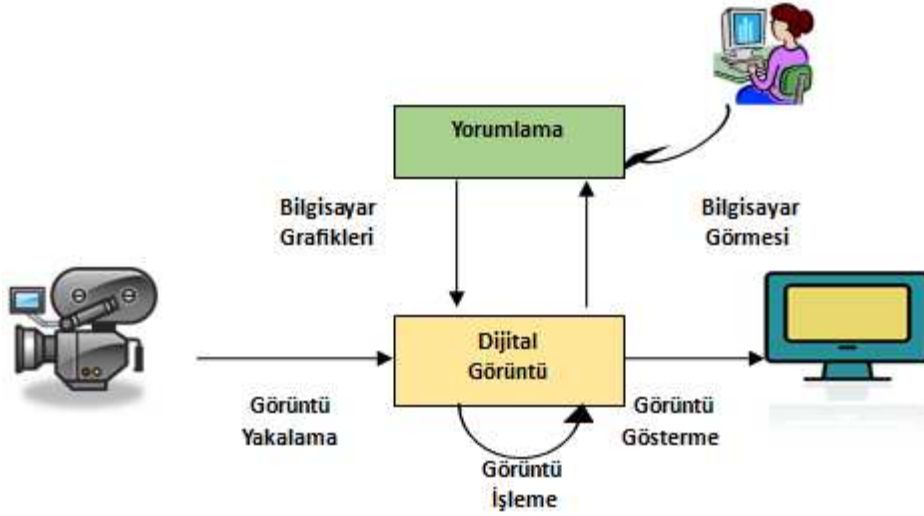 Yorumlama
Bilgisayar
Grafikleri
Bilgisayar
Görmesi
Dijital
Görüntü
Görüntü
Yakalama
Görüntü
Gösterme
Görüntü
İşleme